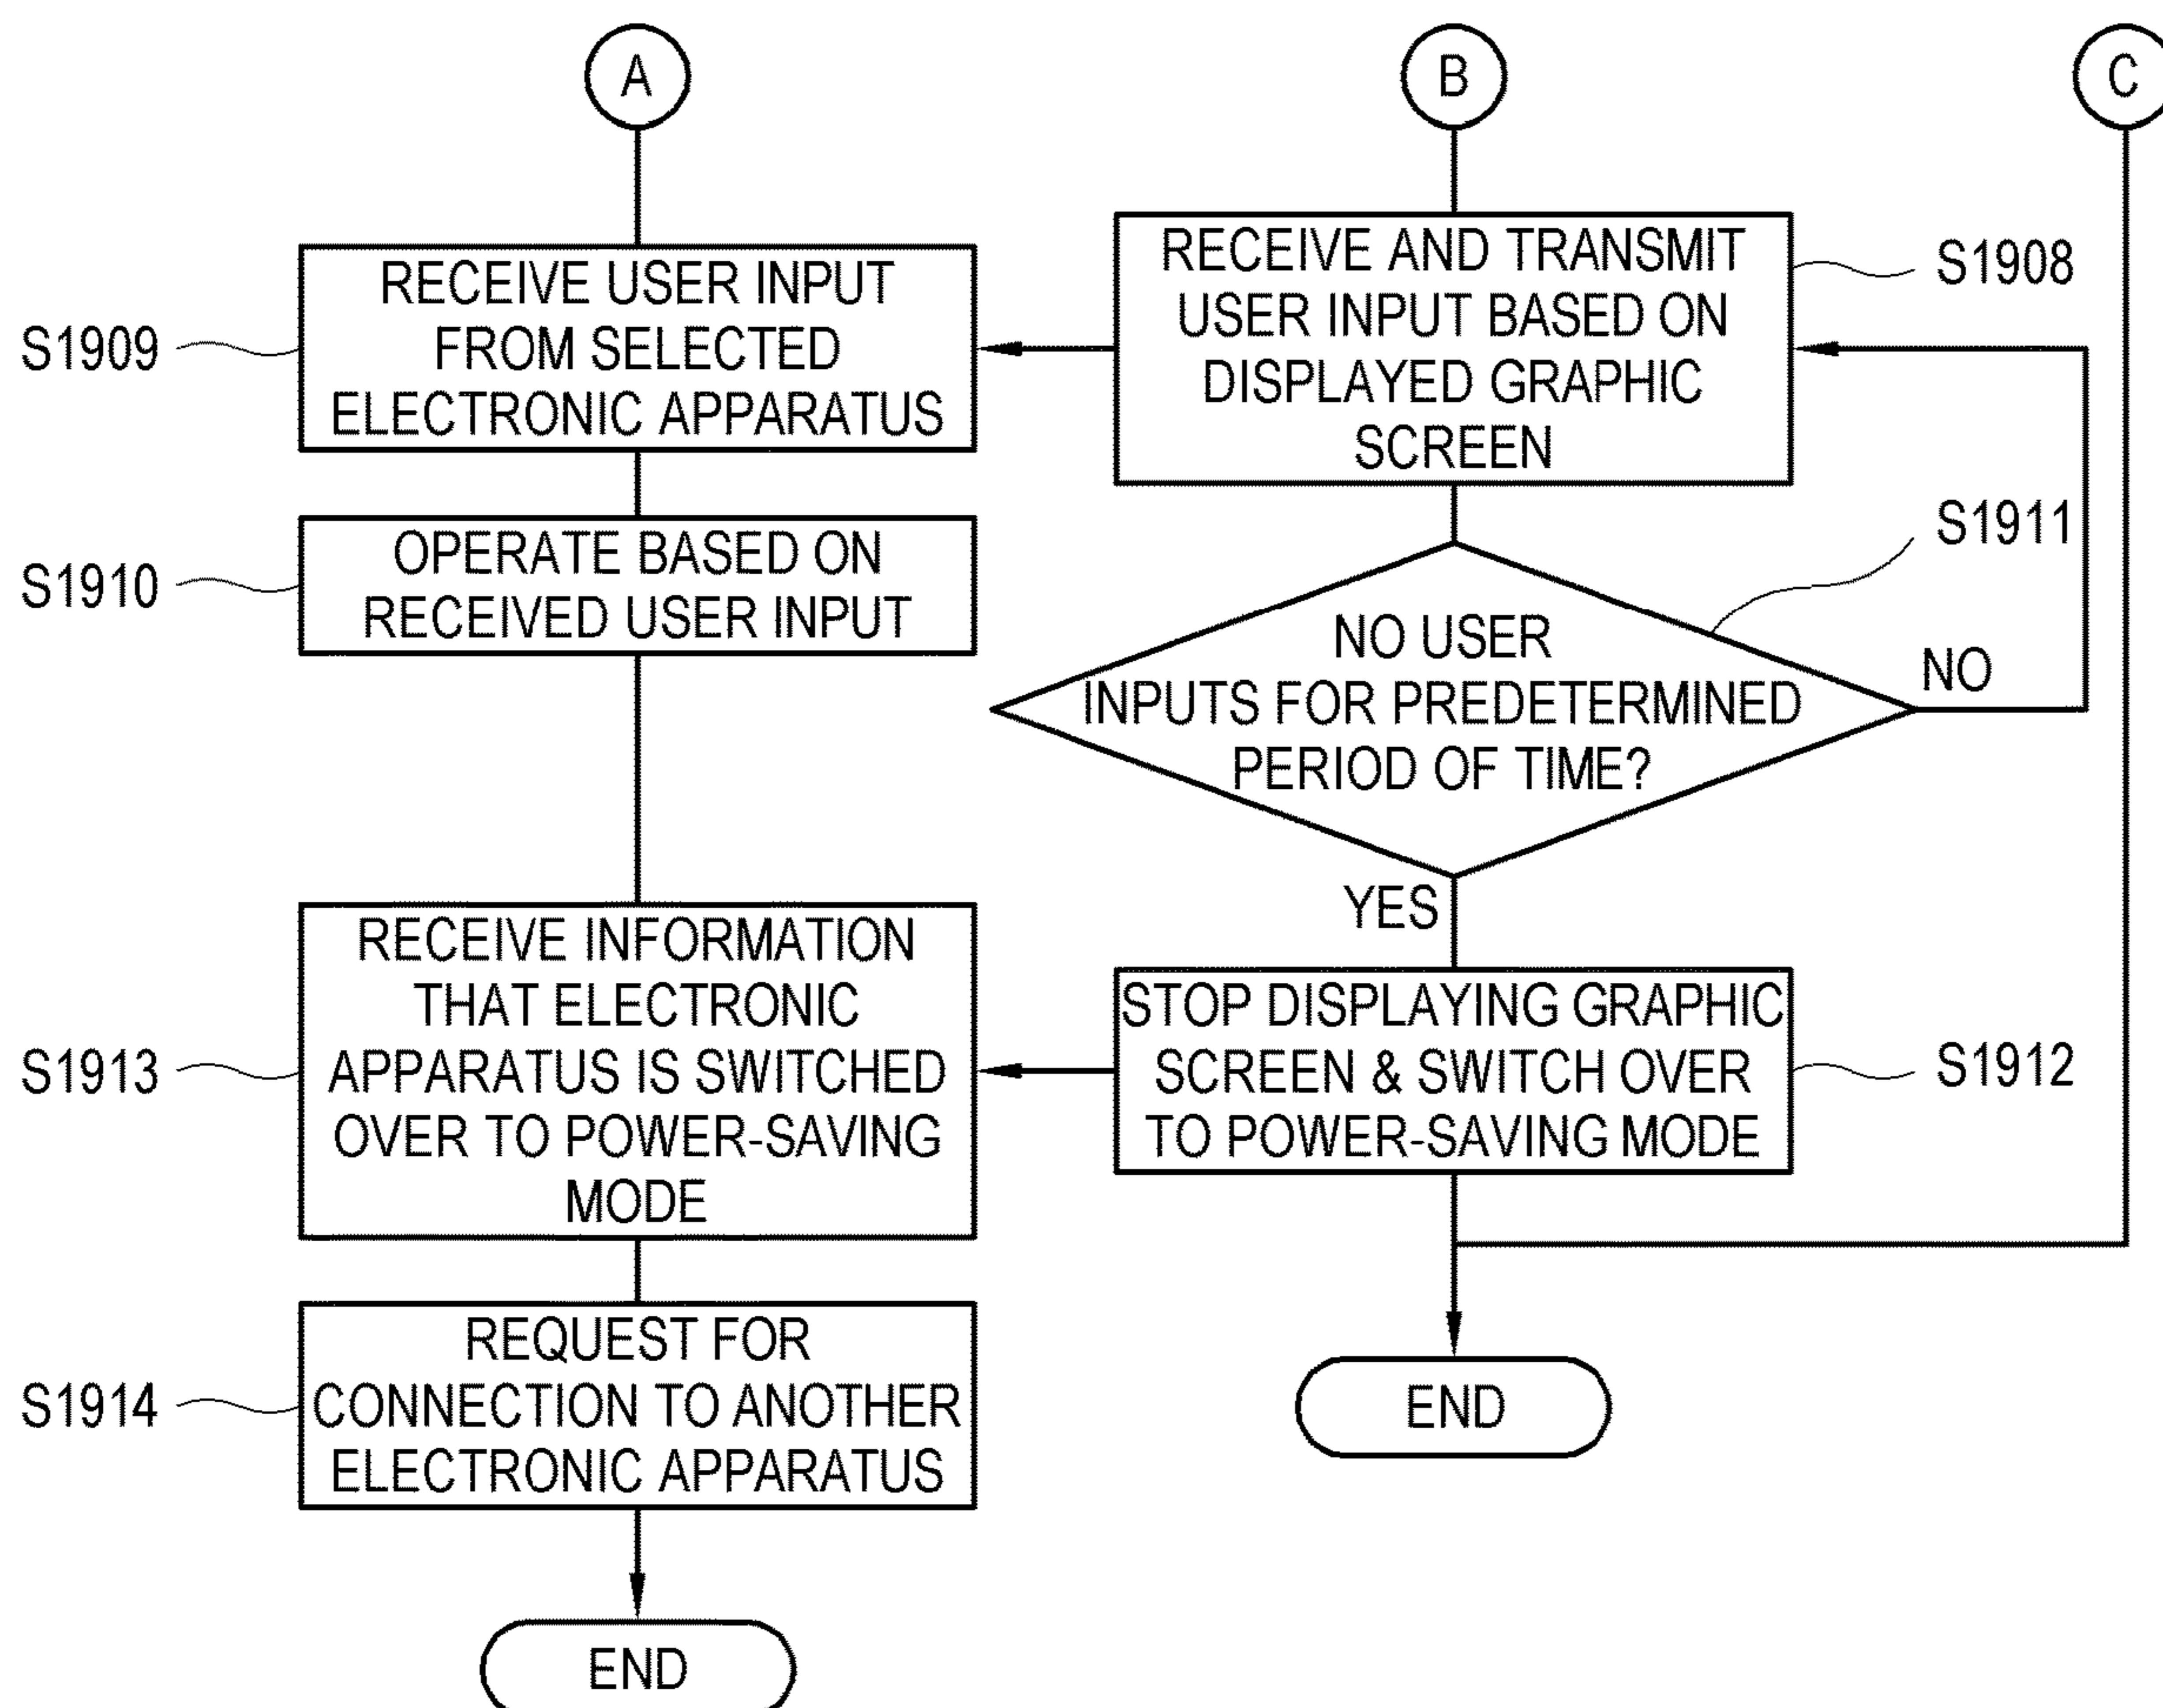 A
B
C
RECEIVE USER INPUT
FROM SELECTED
ELECTRONIC APPARATUS
S1909
RECEIVE AND TRANSMIT
USER INPUT BASED ON
DISPLAYED GRAPHIC
SCREEN
S1908
OPERATE BASED ON
RECEIVED USER INPUT
S1910
NO USER
INPUTS FOR PREDETERMINED
PERIOD OF TIME?
S1911
NO
YES
RECEIVE INFORMATION
THAT ELECTRONIC
APPARATUS IS SWITCHED
OVER TO POWER-SAVING
MODE
S1913
STOP DISPLAYING GRAPHIC
SCREEN & SWITCH OVER
TO POWER-SAVING MODE
S1912
REQUEST FOR
CONNECTION TO ANOTHER
ELECTRONIC APPARATUS
S1914
END
END